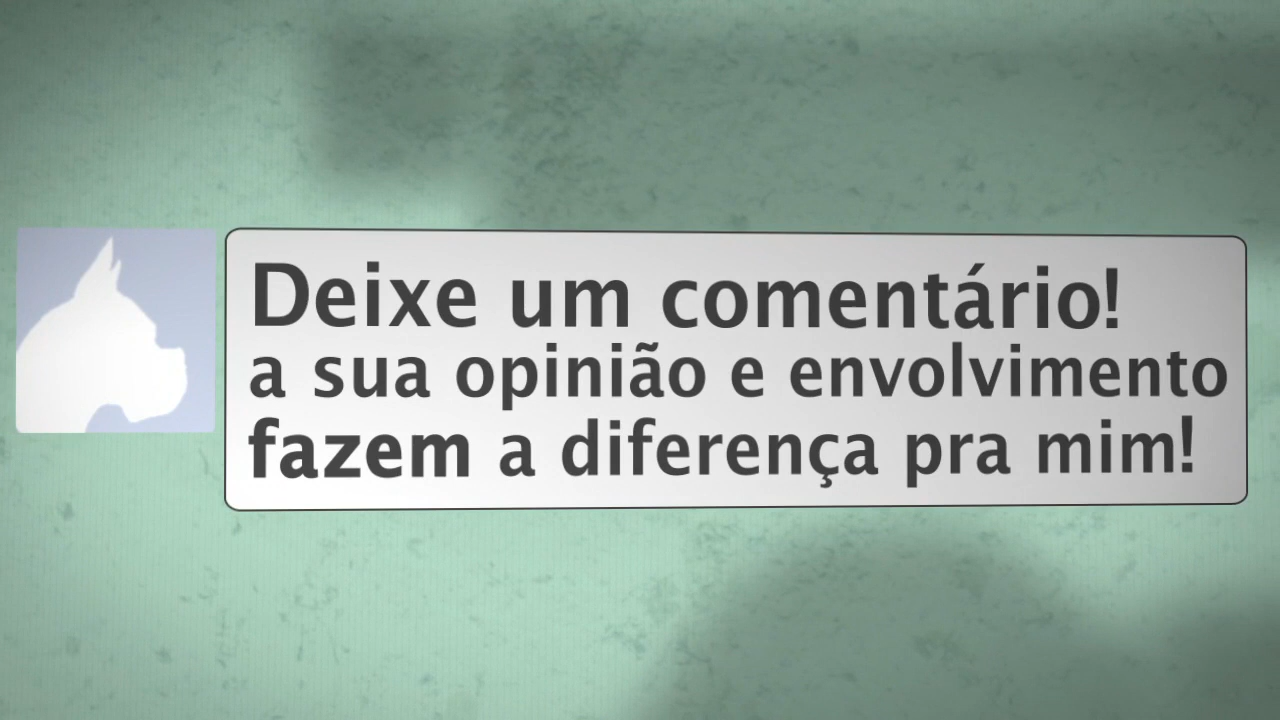 Deixe um comentário!
a sua opinião e envolvimento
fazem a diferença pra mim!